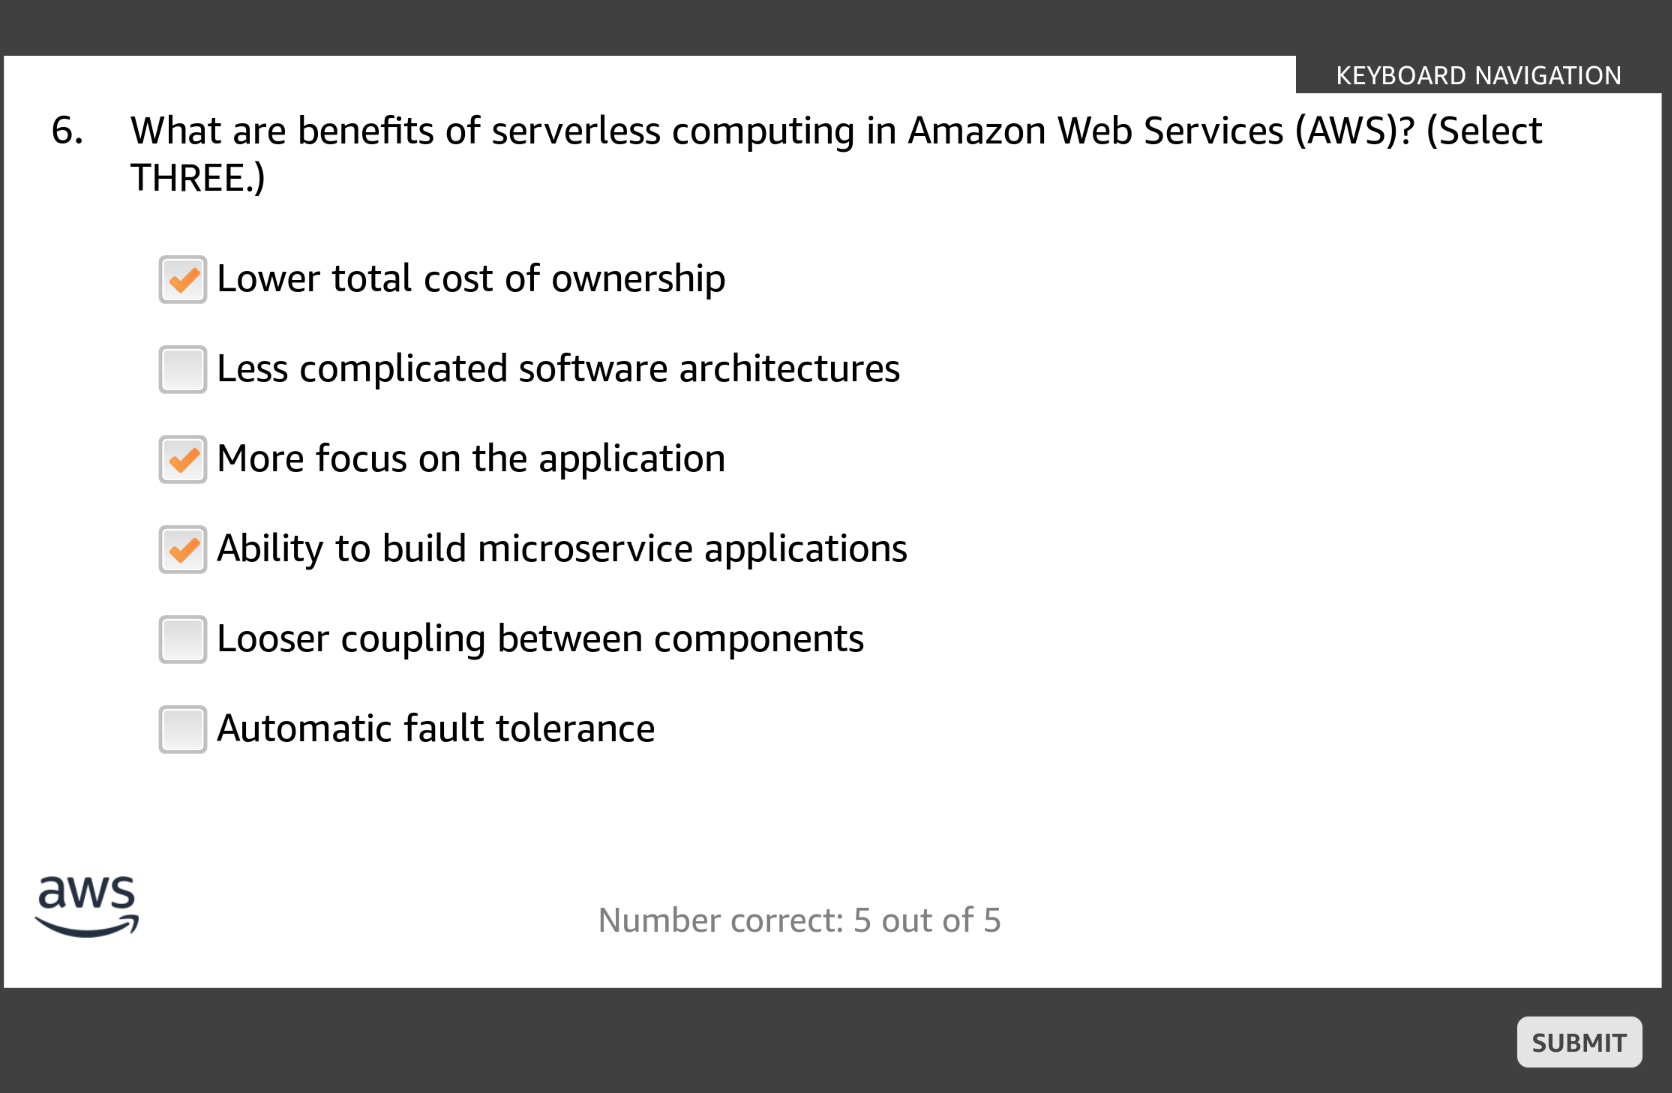 KEYBOARD NAVIGATION
6. What are benefits of serverless computing in Amazon Web Services (AWS)? (Select
THREE.)
Lower total cost of ownership
Less complicated software architectures
More focus on the application
Ability to build microservice applications
Looser coupling between components
Automatic fault tolerance
aws
Number correct: 5 out of 5
SUBMIT